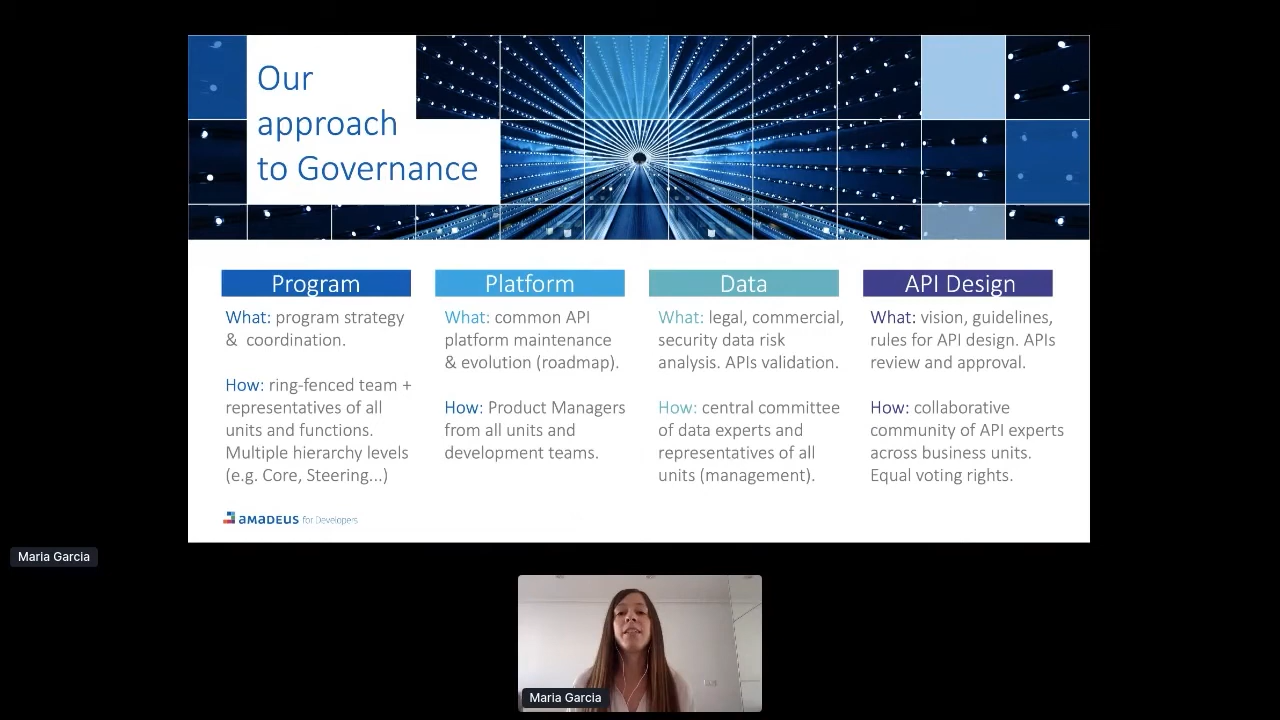 Our
approach
to Governance
Program
What: program strategy
& coordination.
How: ring-fenced team +
representatives of all
units and functions.
Multiple hierarchy levels
(e.g. Core, Steering...)
Platform
What: common API
platform maintenance
& evolution (roadmap).
How: Product Managers
from all units and
development teams.
Data
What: legal, commercial,
security data risk
analysis. APIs validation.
How: central committee
of data experts and
representatives of all
units (management).
API Design
What: vision, guidelines,
rules for API design. APIs
review and approval.
How: collaborative
community of API experts
across business units.
Equal voting rights.
amadeus for Developers
Maria Garcia
Maria Garcia